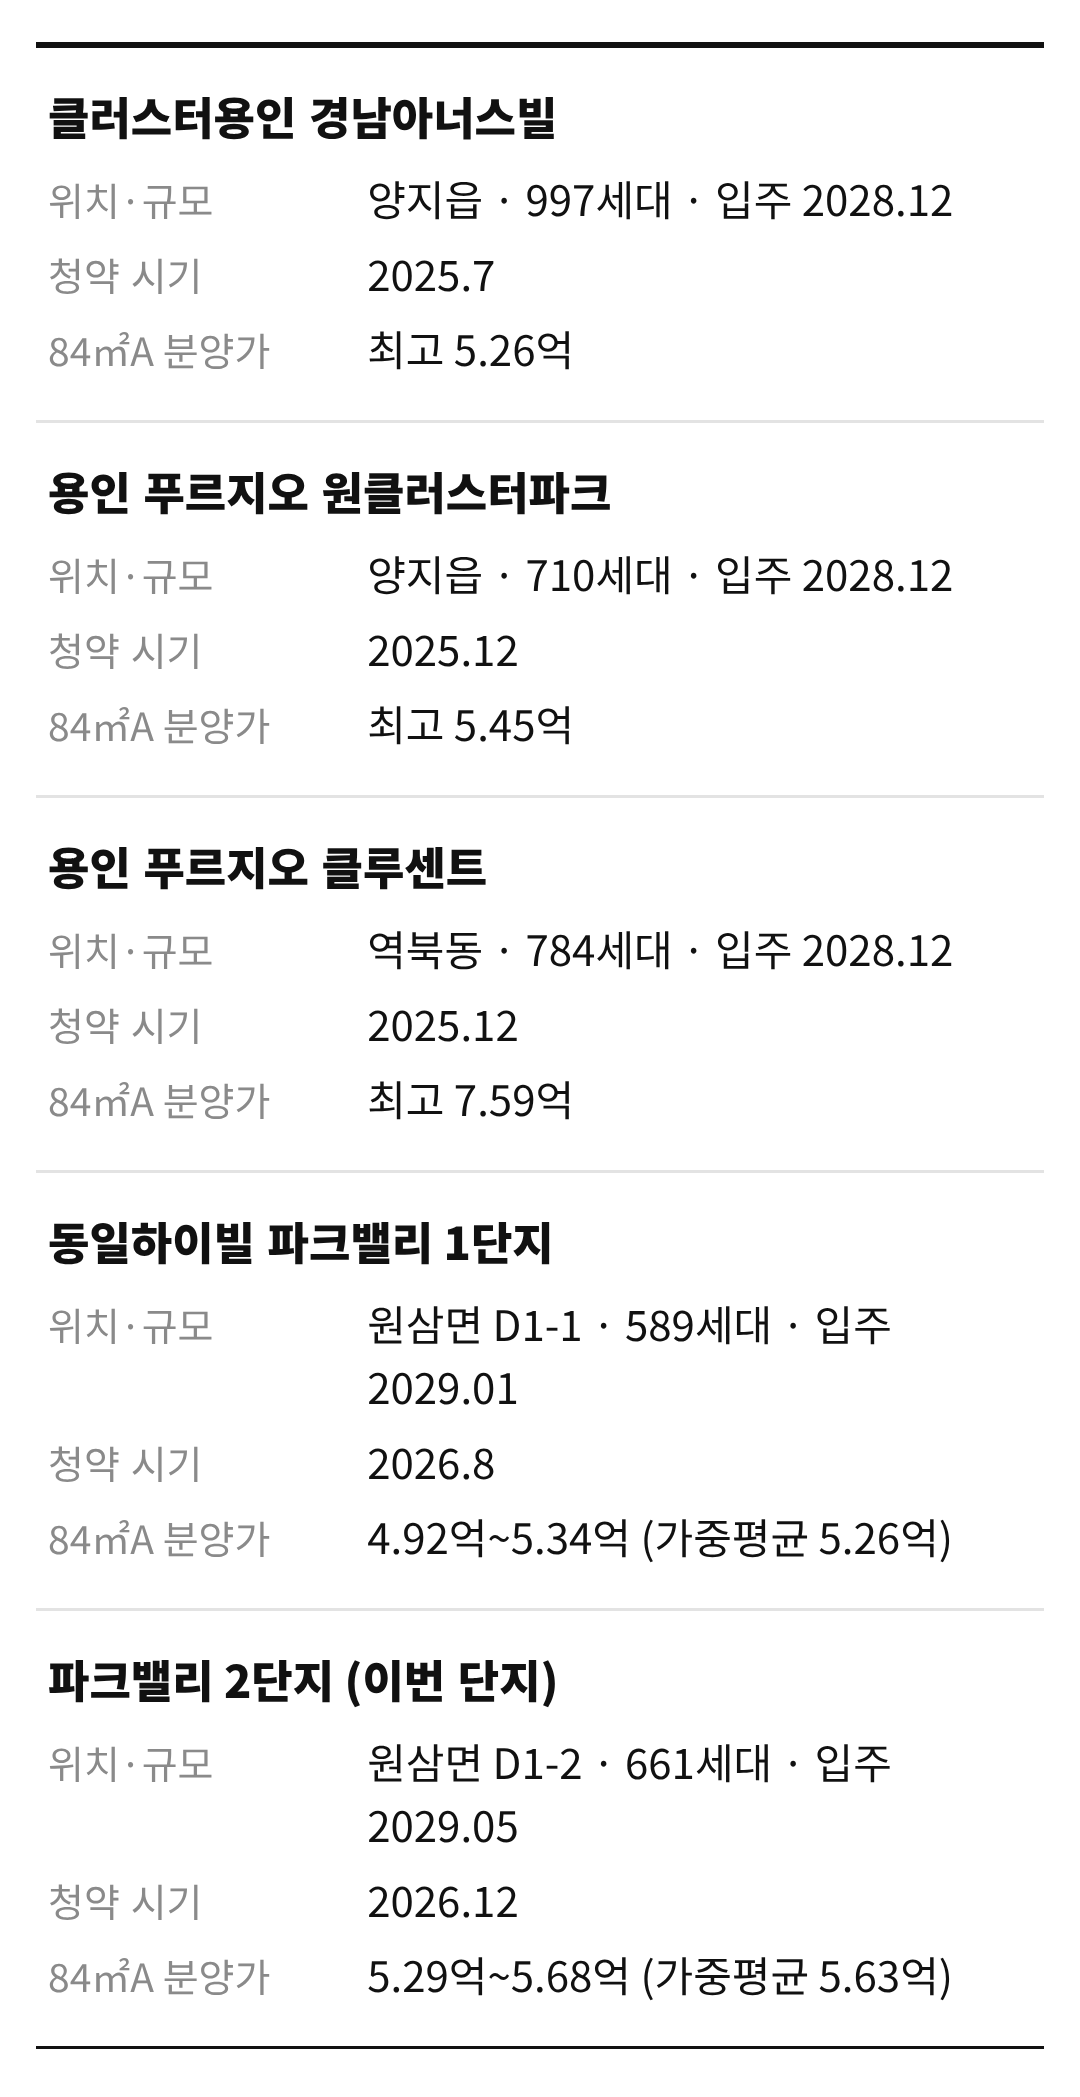 클러스터용인 경남아너스빌
위치·규모 양지읍 · 997세대 · 입주 2028.12
청약 시기 2025.7
84㎡A 분양가 최고 5.26억
용인 푸르지오 원클러스터파크
위치·규모 양지읍 · 710세대 · 입주 2028.12
청약 시기 2025.12
84㎡A 분양가 최고 5.45억
용인 푸르지오 클루센트
위치·규모 역북동 · 784세대 · 입주 2028.12
청약 시기 2025.12
84㎡A 분양가 최고 7.59억
동일하이빌 파크밸리 1단지
위치·규모 원삼면 D1-1 · 589세대 · 입주
2029.01
청약 시기 2026.8
84㎡A 분양가 4.92억~5.34억 (가중평균 5.26억)
파크밸리 2단지 (이번 단지)
위치·규모 원삼면 D1-2 · 661세대 · 입주
2029.05
청약 시기 2026.12
84㎡A 분양가 5.29억~5.68억 (가중평균 5.63억)